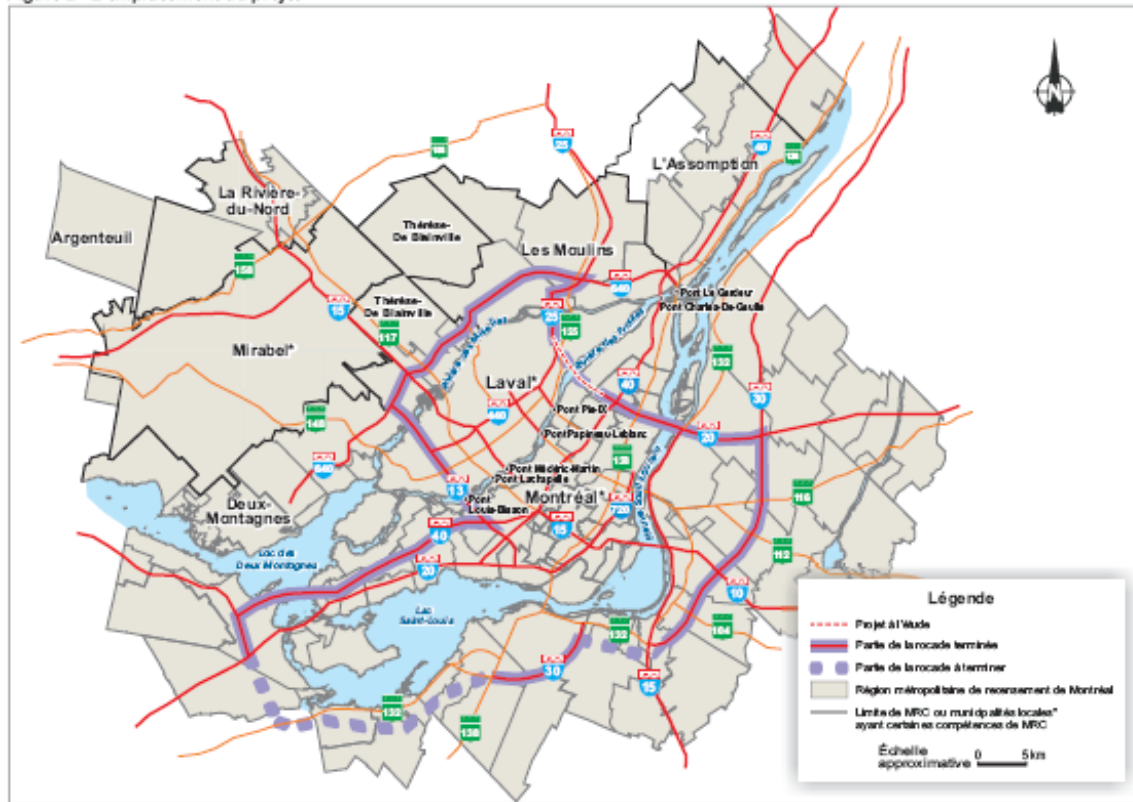 L'Assomption
La Rivière-
du-Nord
Argenteuil
Thérèse-
De Blainville
Les Moulins
Thérèse-
De Blainville
Mirabel*
Laval*
Pont Le Gardeur
Pont Charles-De Gaulle
Pont Pie-IX
Pont Papineau-Leblanc
Pont Médéric-Martin
Pont Lachapelle
Montréal*
Pont
Louis-Bisson
Deux-
Montagnes
Lac des
Deux Montagnes
Lac
Saint-Louis
25
40
138
158
15
117
640
25
125
132
40
30
148
440
20
640
13
138
116
40
720
15
20
112
10
132
104
30
15
132
138
Légende
Projet à l'étude
Partie de la rocade terminée
Partie de la rocade à terminer
Région métropolitaine de recensement de Montréal
Limite de MRC ou municipalités locales*
ayant certaines compétences de MRC
Échelle
approximative
0 5 km
N